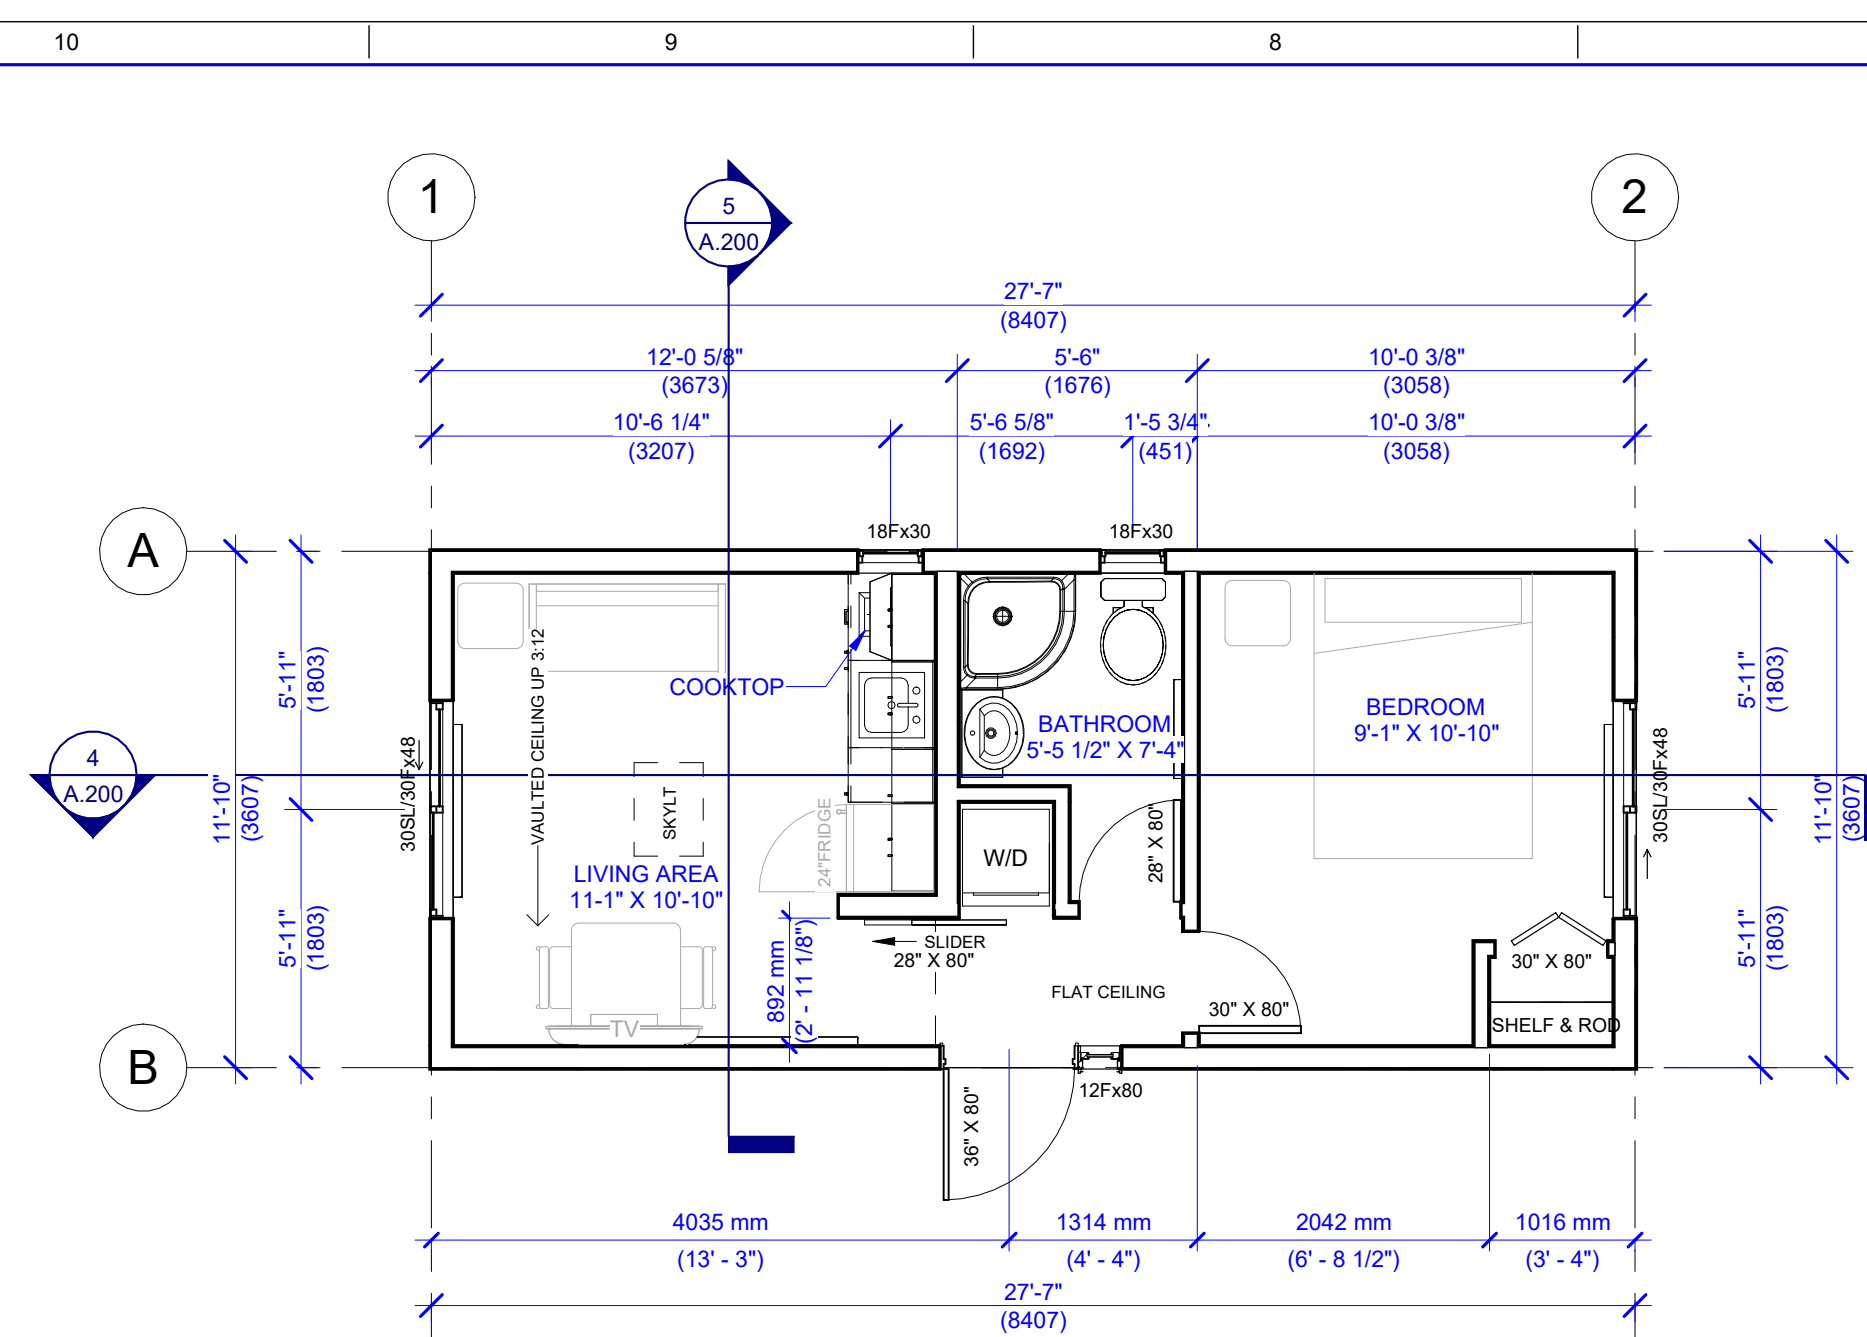 10
9
8
1
5
A.200
2
27'-7"
(8407)
12'-0 5/8"
(3673)
5'-6"
(1676)
10'-0 3/8"
(3058)
10'-6 1/4"
(3207)
5'-6 5/8"
(1692)
1'-5 3/4"
(451)
10'-0 3/8"
(3058)
A
18Fx30
18Fx30
5'-11"
(1803)
VAULTED CEILING UP 3:12
COOKTOP
BATHROOM
5'-5 1/2" X 7'-4"
BEDROOM
9'-1" X 10'-10"
5'-11"
(1803)
4
A.200
11'-10"
(3607)
30SL/30Fx48
SKYLT
24"FRIDGE
W/D
28" X 80"
30SL/30Fx48
11'-10"
(3607)
LIVING AREA
11-1" X 10'-10"
5'-11"
(1803)
892 mm
(2' - 11 1/8")
SLIDER
28" X 80"
FLAT CEILING
30" X 80"
30" X 80"
SHELF & ROD
5'-11"
(1803)
TV
B
36" X 80"
12Fx80
4035 mm
(13' - 3")
1314 mm
(4' - 4")
2042 mm
(6' - 8 1/2")
1016 mm
(3' - 4")
27'-7"
(8407)